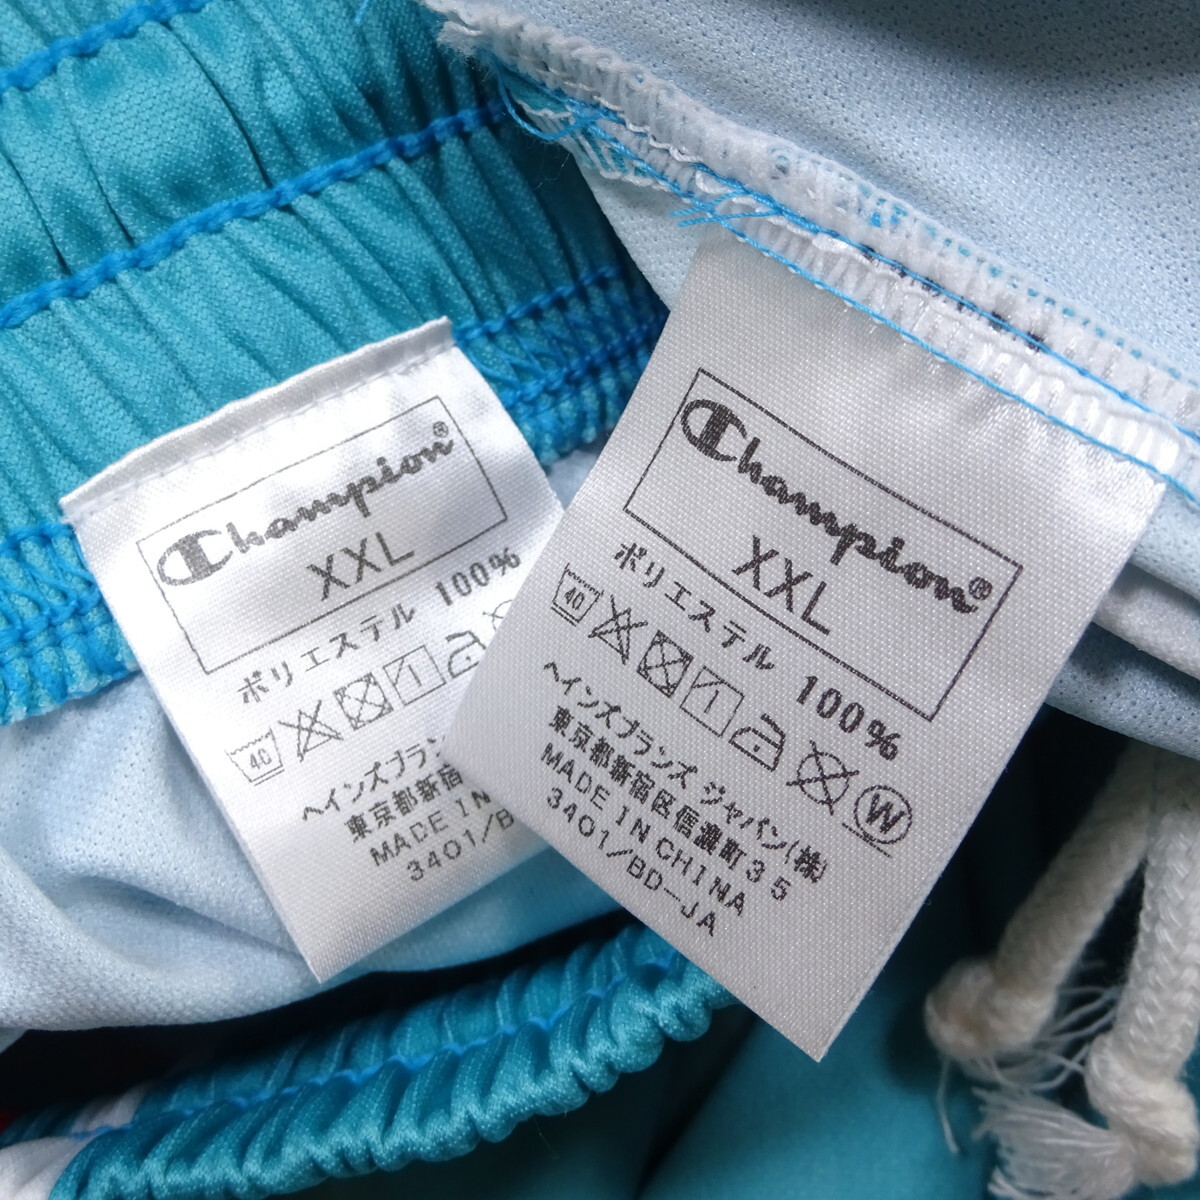 Champion®
XXL
ポリエステル 100%
40
ヘインズブラン
東京都新宿
MADE IN
3401/B
Champion®
XXL
ポリエステル 100%
40 W
ヘインズブランズ ジャパン(株)
東京都新宿区信濃町35
MADE IN CHINA
3401/BD-JA